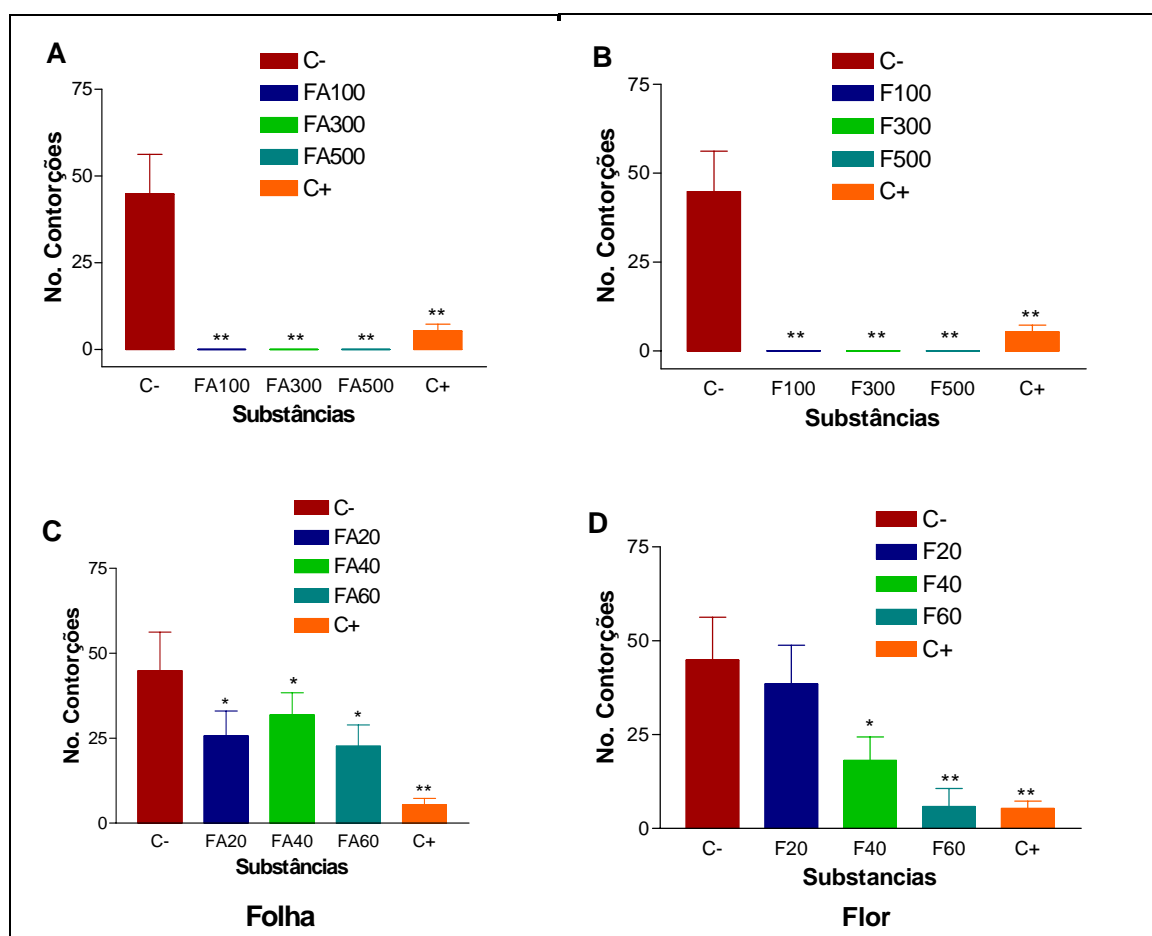 A
C-
FA100
FA300
FA500
C+
No. Contorções
75
50
25
0
**
**
**
**
C- FA100 FA300 FA500 C+
Substâncias
B
C-
F100
F300
F500
C+
No. Contorções
75
50
25
0
**
**
**
**
C- F100 F300 F500 C+
Substâncias
C
C-
FA20
FA40
FA60
C+
No. Contorções
75
50
25
0
*
*
*
**
C- FA20 FA40 FA60 C+
Substâncias
Folha
D
C-
F20
F40
F60
C+
No. Contorções
75
50
25
0
*
**
**
C- F20 F40 F60 C+
Substancias
Flor